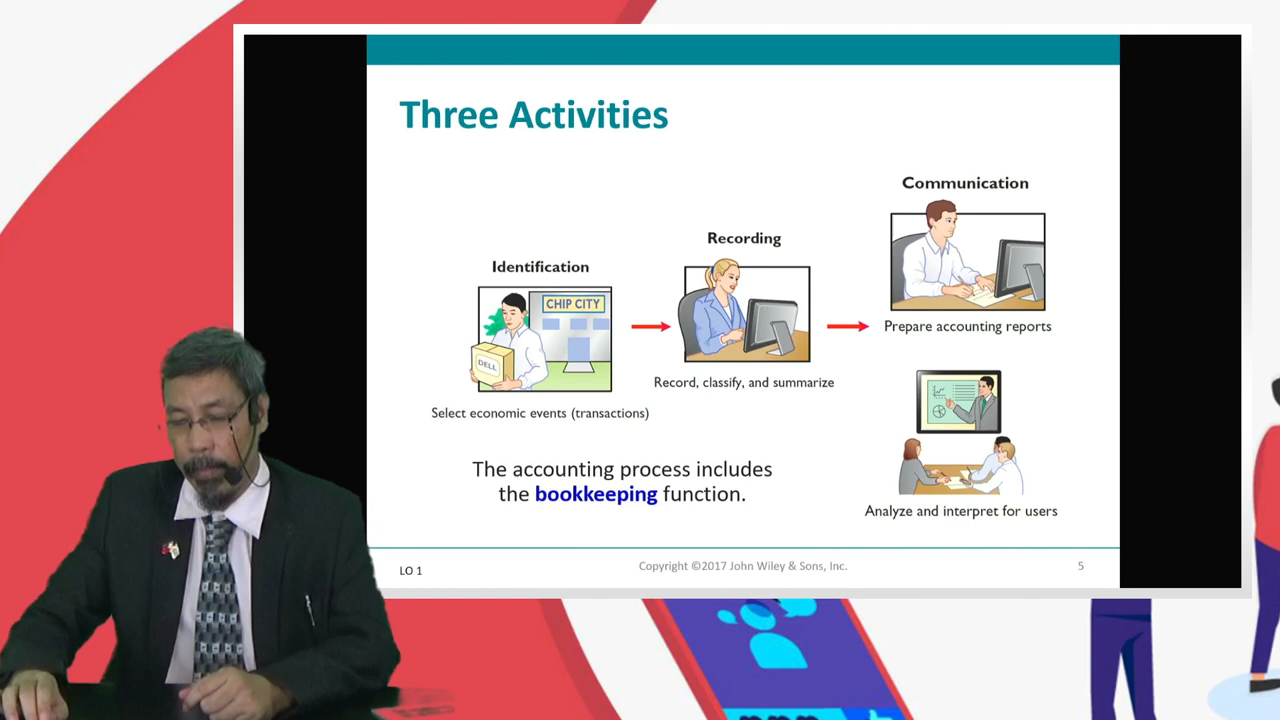 Three Activities
Communication
Recording
Identification
CHIP CITY
DELL
Prepare accounting reports
Record, classify, and summarize
Select economic events (transactions)
The accounting process includes
the bookkeeping function.
Analyze and interpret for users
LO 1
Copyright ©2017 John Wiley & Sons, Inc.
5